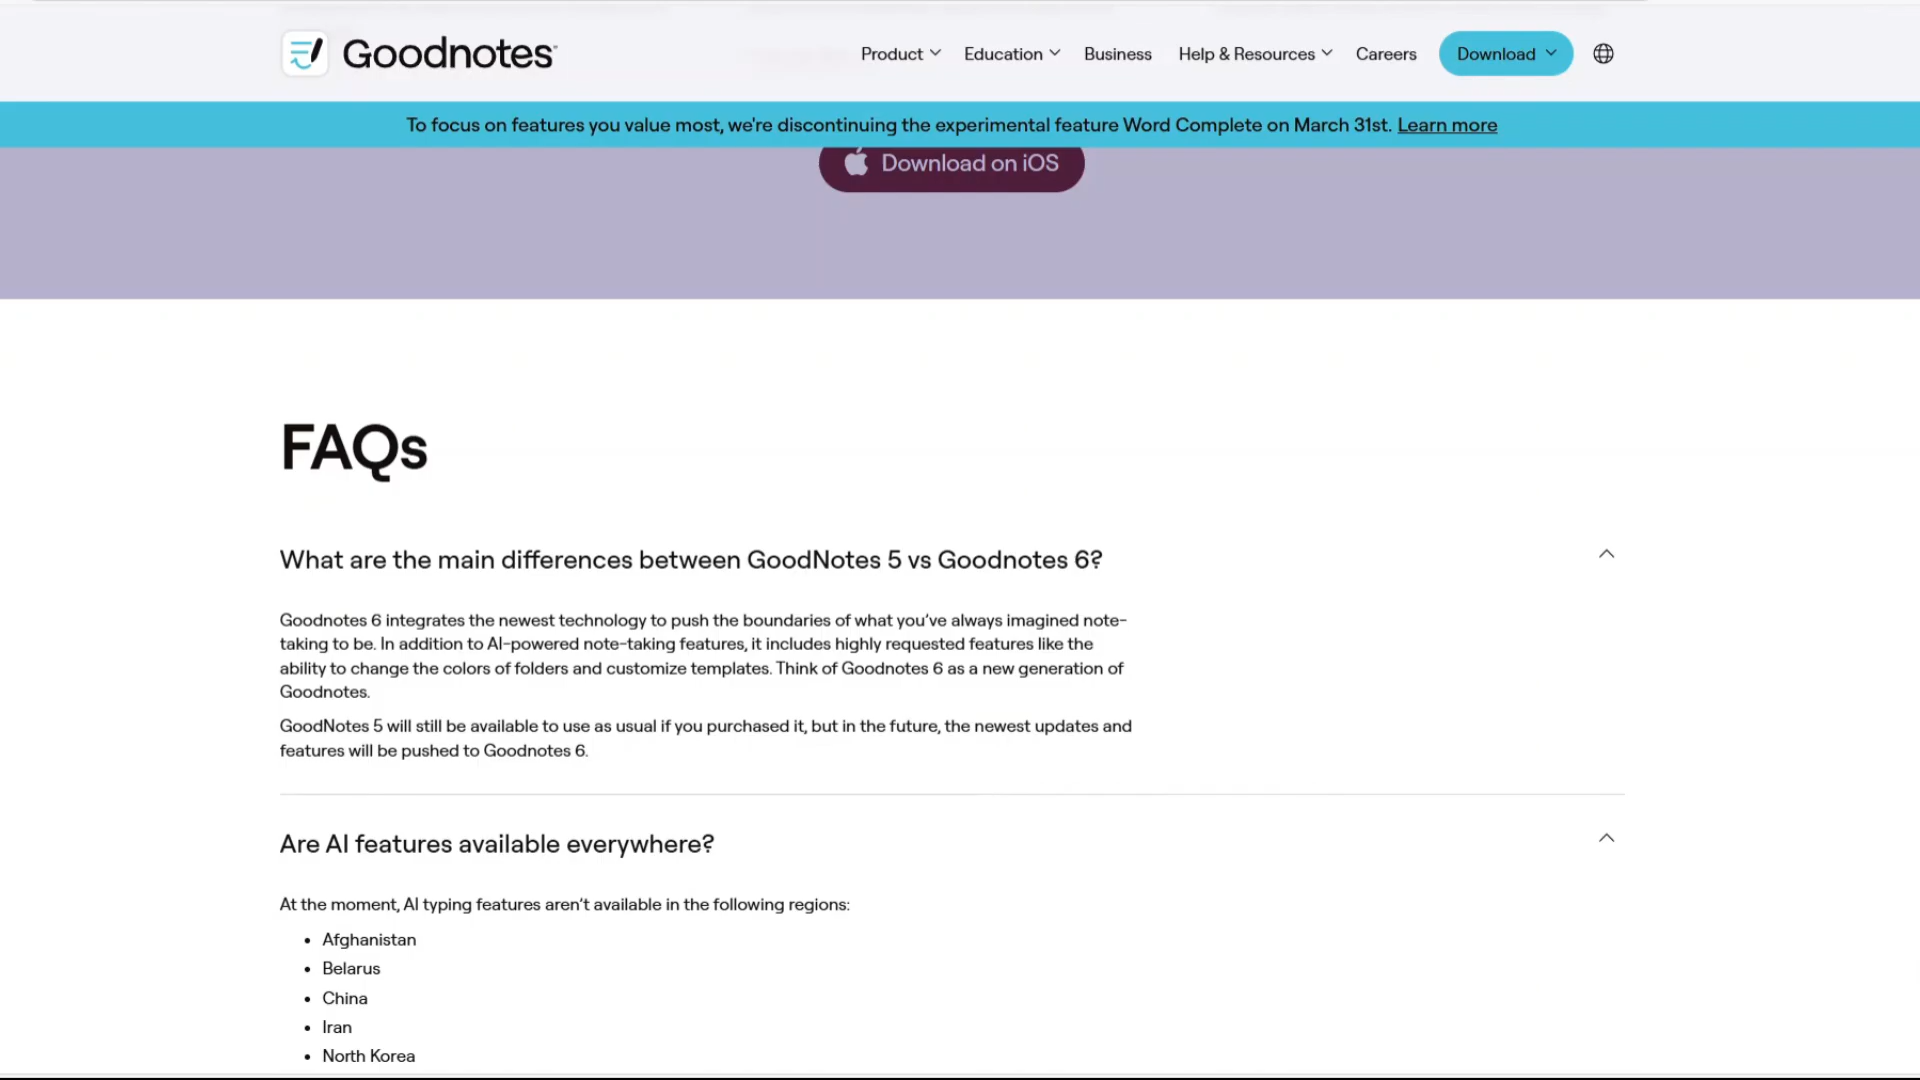 Goodnotes
Product Education Business Help & Resources Careers Download
To focus on features you value most, we're discontinuing the experimental feature Word Complete on March 31st. Learn more
Download on iOS
FAQs
What are the main differences between GoodNotes 5 vs Goodnotes 6?
Goodnotes 6 integrates the newest technology to push the boundaries of what you’ve always imagined note-
taking to be. In addition to AI-powered note-taking features, it includes highly requested features like the
ability to change the colors of folders and customize templates. Think of Goodnotes 6 as a new generation of
Goodnotes.
GoodNotes 5 will still be available to use as usual if you purchased it, but in the future, the newest updates and
features will be pushed to Goodnotes 6.
Are AI features available everywhere?
At the moment, AI typing features aren’t available in the following regions:
• Afghanistan
• Belarus
• China
• Iran
• North Korea